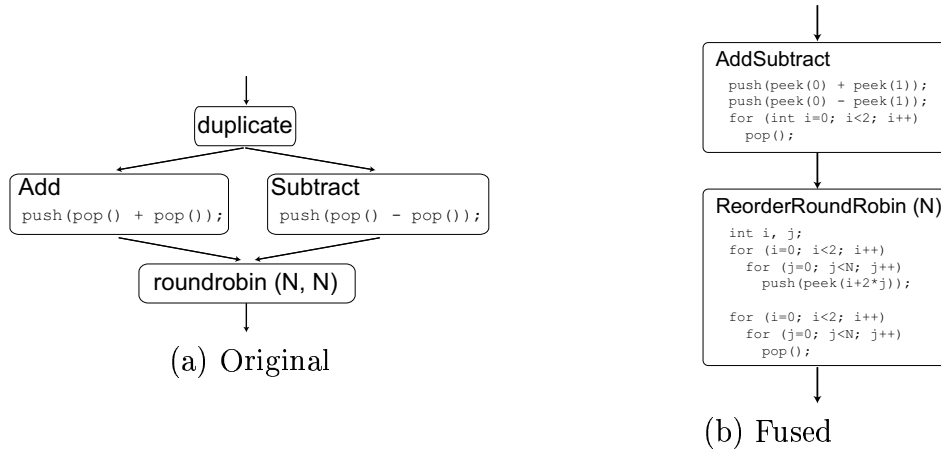 duplicate
Add
push(pop() + pop());
Subtract
push(pop() - pop());
roundrobin (N, N)
(a) Original
AddSubtract
push(peek(0) + peek(1));
push(peek(0) - peek(1));
for (int i=0; i<2; i++)
pop();
ReorderRoundRobin (N)
int i, j;
for (i=0; i<2; i++)
for (j=0; j<N; j++)
push(peek(i+2*j));
for (i=0; i<2; i++)
for (j=0; j<N; j++)
pop();
(b) Fused